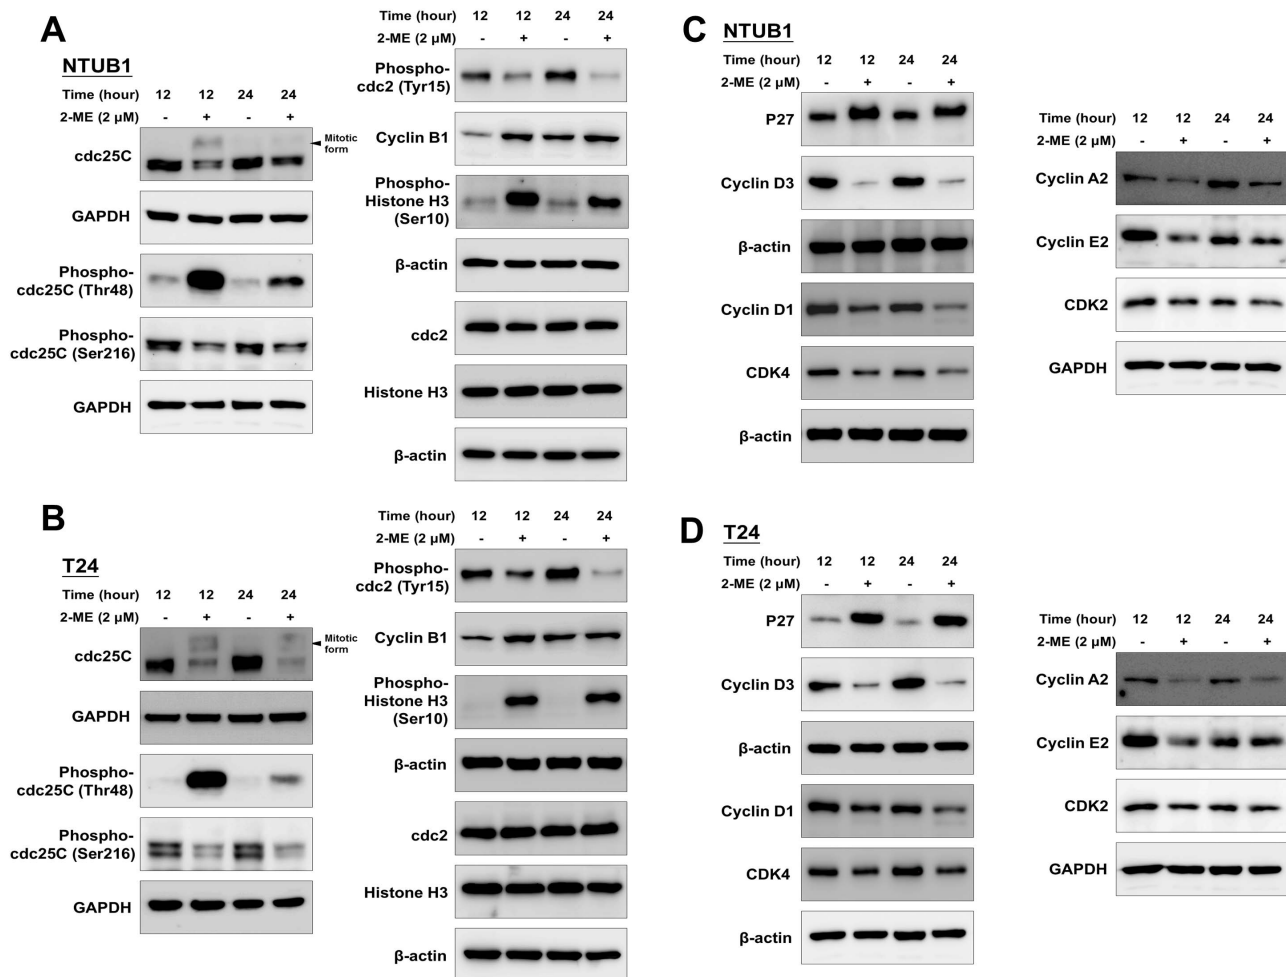 A
NTUB1
Time (hour) 12 12 24 24
2-ME (2 µM) - + - +
cdc25C
Mitotic
form
GAPDH
Phospho-
cdc25C (Thr48)
Phospho-
cdc25C (Ser216)
GAPDH
Time (hour) 12 12 24 24
2-ME (2 µM) - + - +
Phospho-
cdc2 (Tyr15)
Cyclin B1
Phospho-
Histone H3
(Ser10)
β-actin
cdc2
Histone H3
β-actin
B
T24
Time (hour) 12 12 24 24
2-ME (2 µM) - + - +
cdc25C
Mitotic
form
GAPDH
Phospho-
cdc25C (Thr48)
Phospho-
cdc25C (Ser216)
GAPDH
Time (hour) 12 12 24 24
2-ME (2 µM) - + - +
Phospho-
cdc2 (Tyr15)
Cyclin B1
Phospho-
Histone H3
(Ser10)
β-actin
cdc2
Histone H3
β-actin
C
NTUB1
Time (hour) 12 12 24 24
2-ME (2 µM) - + - +
P27
Cyclin D3
β-actin
Cyclin D1
CDK4
β-actin
Time (hour) 12 12 24 24
2-ME (2 µM) - + - +
Cyclin A2
Cyclin E2
CDK2
GAPDH
D
T24
Time (hour) 12 12 24 24
2-ME (2 µM) - + - +
P27
Cyclin D3
β-actin
Cyclin D1
CDK4
β-actin
Time (hour) 12 12 24 24
2-ME (2 µM) - + - +
Cyclin A2
Cyclin E2
CDK2
GAPDH